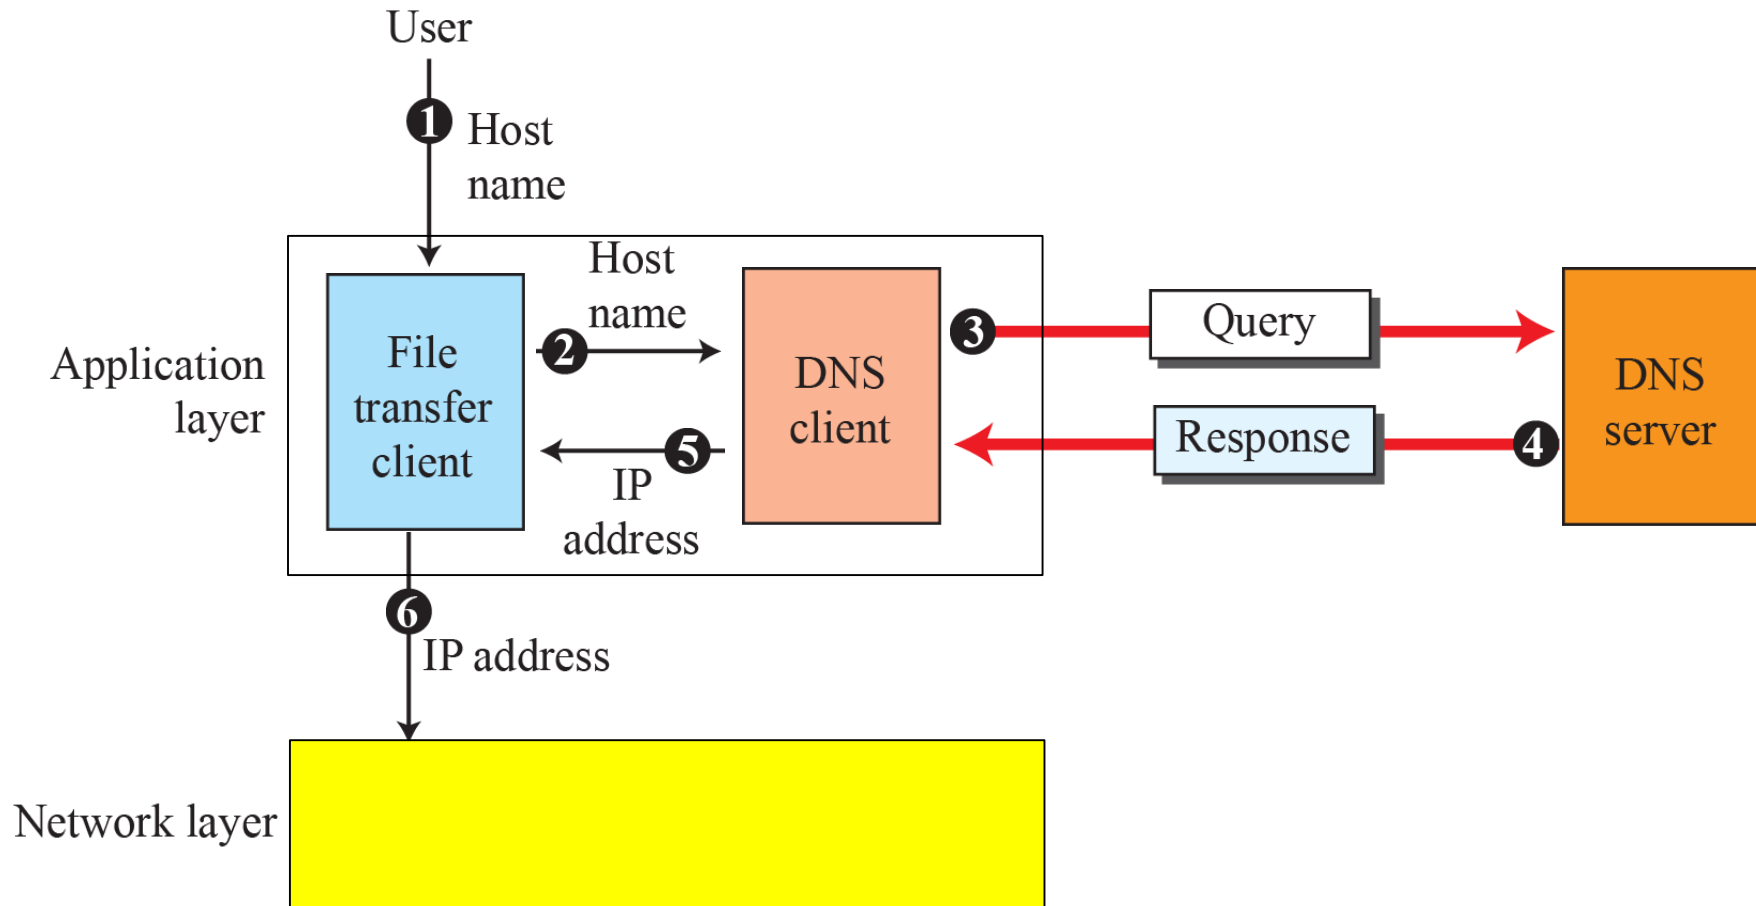 User
1
Host
name
Host
name
2
File
transfer
client
Application
layer
DNS
client
3
Query
DNS
server
Response
4
5
IP
address
6
IP address
Network layer